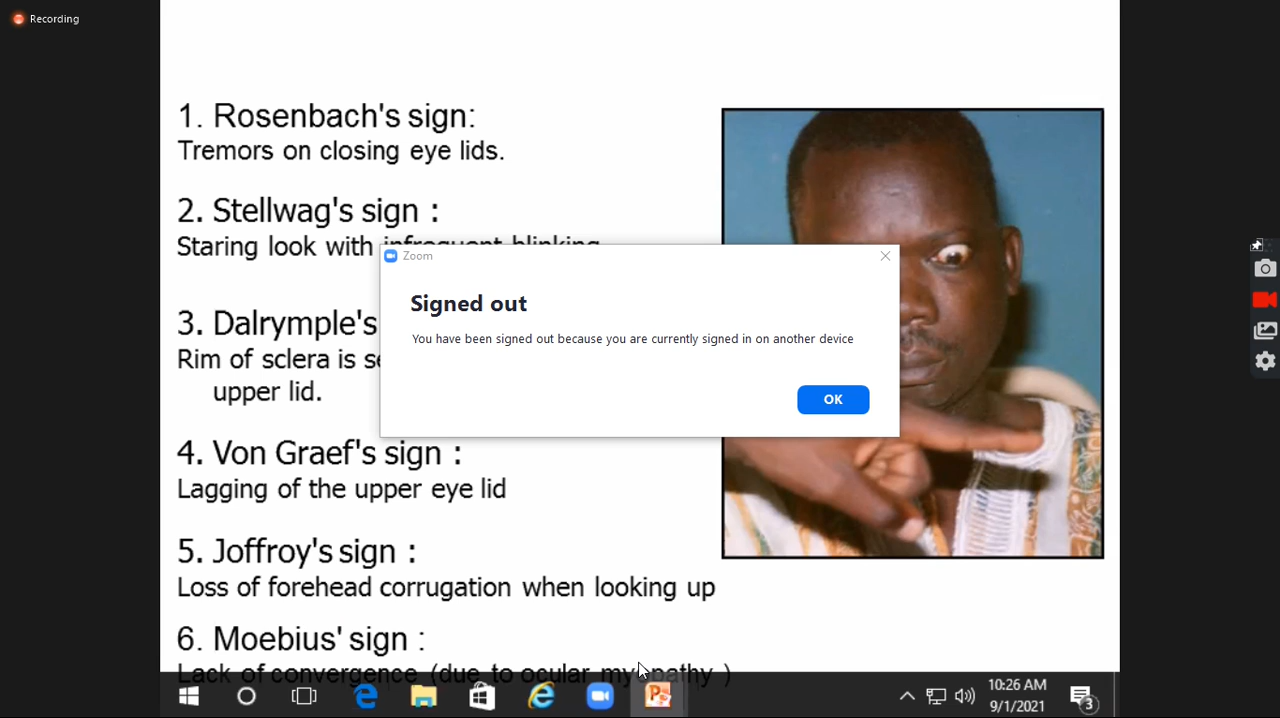 Recording
1. Rosenbach's sign:
Tremors on closing eye lids.
2. Stellwag's sign :
Staring look with infrequent blinking
Zoom
Signed out
You have been signed out because you are currently signed in on another device
OK
3. Dalrymple's
Rim of sclera is
upper lid.
4. Von Graef's sign :
Lagging of the upper eye lid
5. Joffroy's sign :
Loss of forehead corrugation when looking up
6. Moebius' sign :
Lack of convergence (due to ocular myopathy )
10:26 AM
9/1/2021
3